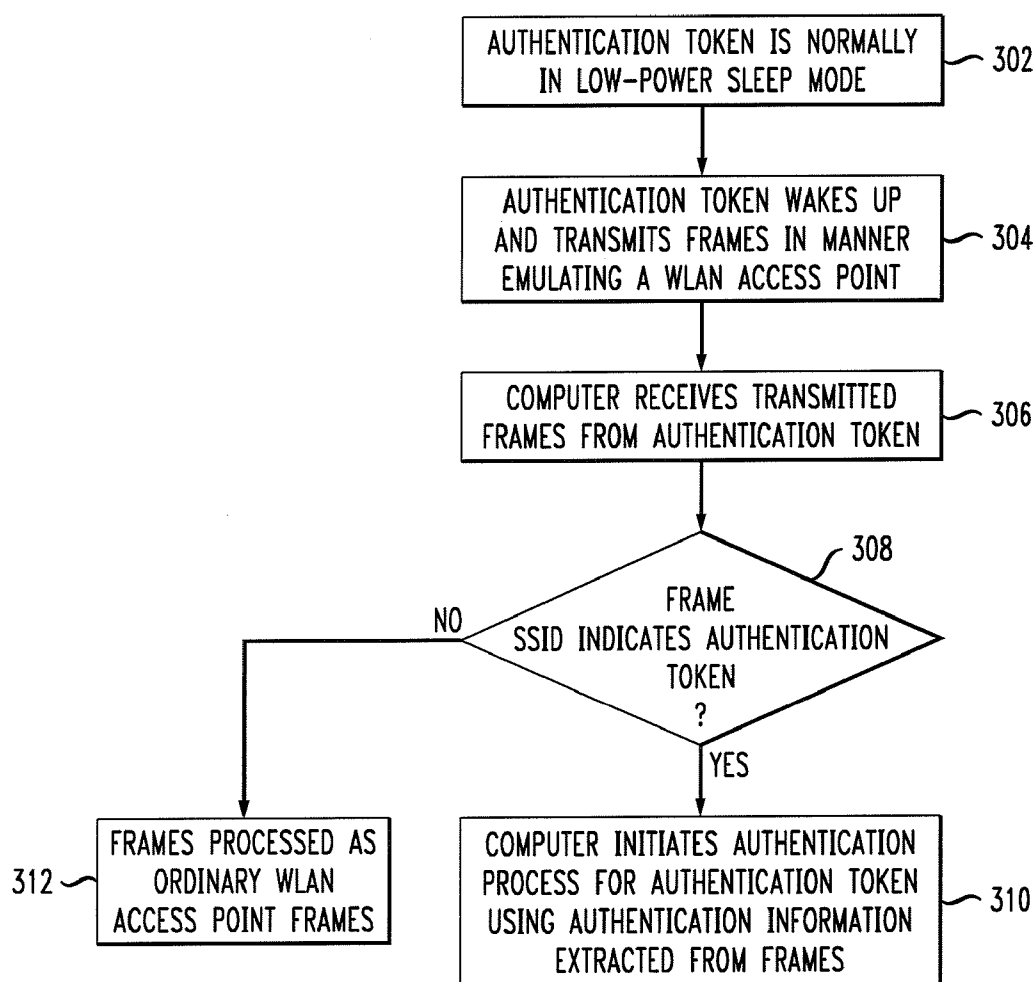 AUTHENTICATION TOKEN IS NORMALLY
IN LOW-POWER SLEEP MODE
302
AUTHENTICATION TOKEN WAKES UP
AND TRANSMITS FRAMES IN MANNER
EMULATING A WLAN ACCESS POINT
304
COMPUTER RECEIVES TRANSMITTED
FRAMES FROM AUTHENTICATION TOKEN
306
308
FRAME
SSID INDICATES AUTHENTICATION
TOKEN
?
NO
YES
312
FRAMES PROCESSED AS
ORDINARY WLAN
ACCESS POINT FRAMES
COMPUTER INITIATES AUTHENTICATION
PROCESS FOR AUTHENTICATION TOKEN
USING AUTHENTICATION INFORMATION
EXTRACTED FROM FRAMES
310